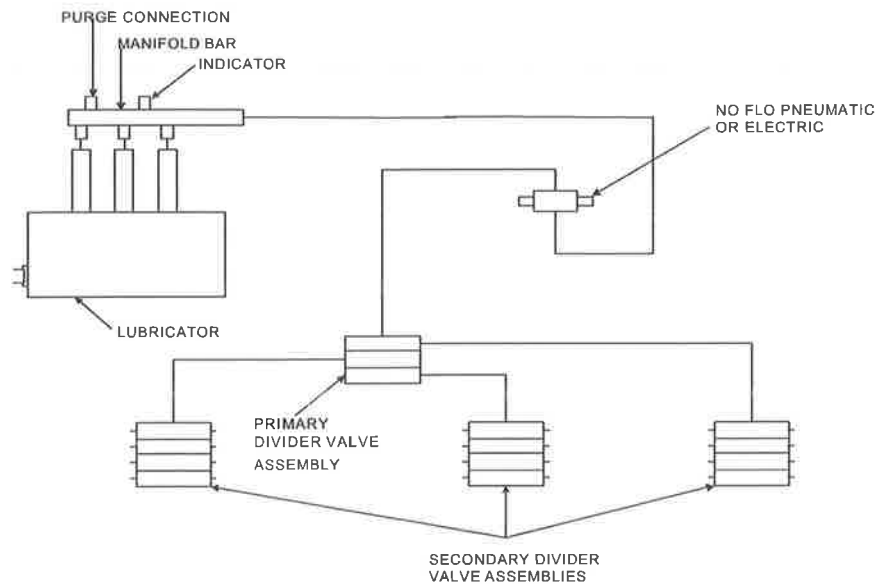 PURGE CONNECTION
MANIFOLD BAR
INDICATOR
NO FLO PNEUMATIC
OR ELECTRIC
LUBRICATOR
PRIMARY
DIVIDER VALVE
ASSEMBLY
SECONDARY DIVIDER
VALVE ASSEMBLIES